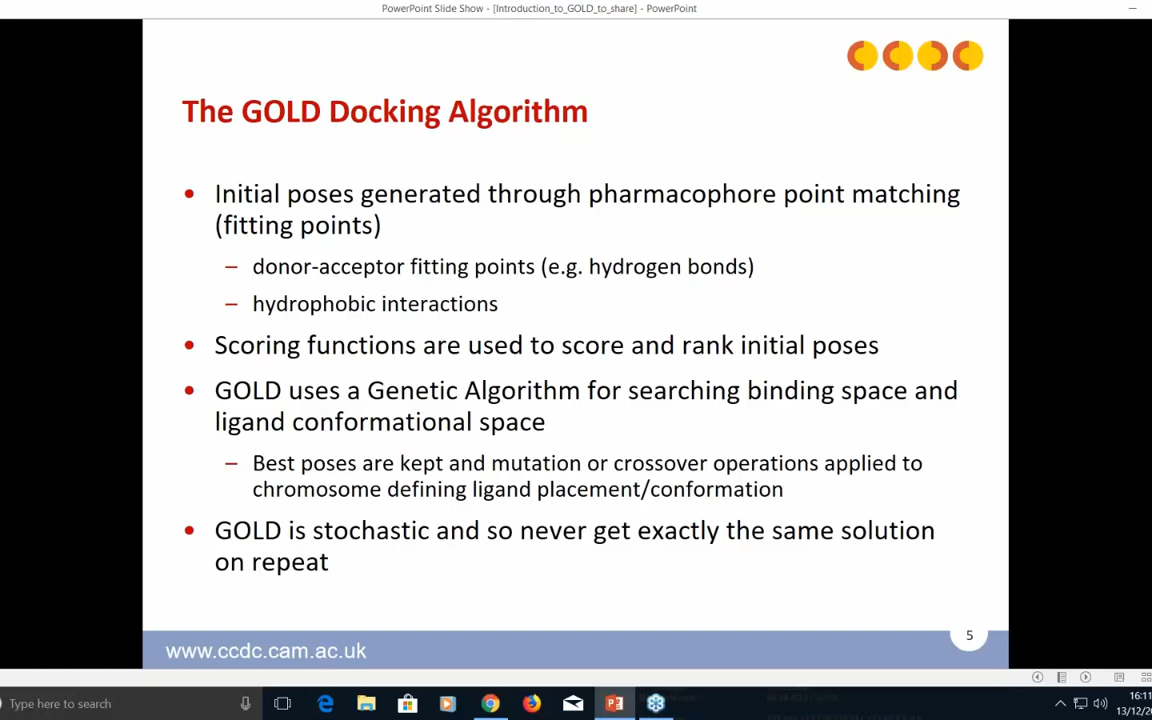 PowerPoint Slide Show - [Introduction_to_GOLD_to_share] - PowerPoint
CCDC
The GOLD Docking Algorithm
• Initial poses generated through pharmacophore point matching
(fitting points)
– donor-acceptor fitting points (e.g. hydrogen bonds)
– hydrophobic interactions
• Scoring functions are used to score and rank initial poses
• GOLD uses a Genetic Algorithm for searching binding space and
ligand conformational space
– Best poses are kept and mutation or crossover operations applied to
chromosome defining ligand placement/conformation
• GOLD is stochastic and so never get exactly the same solution
on repeat
5
www.ccdc.cam.ac.uk
Type here to search
16:11
13/12/20